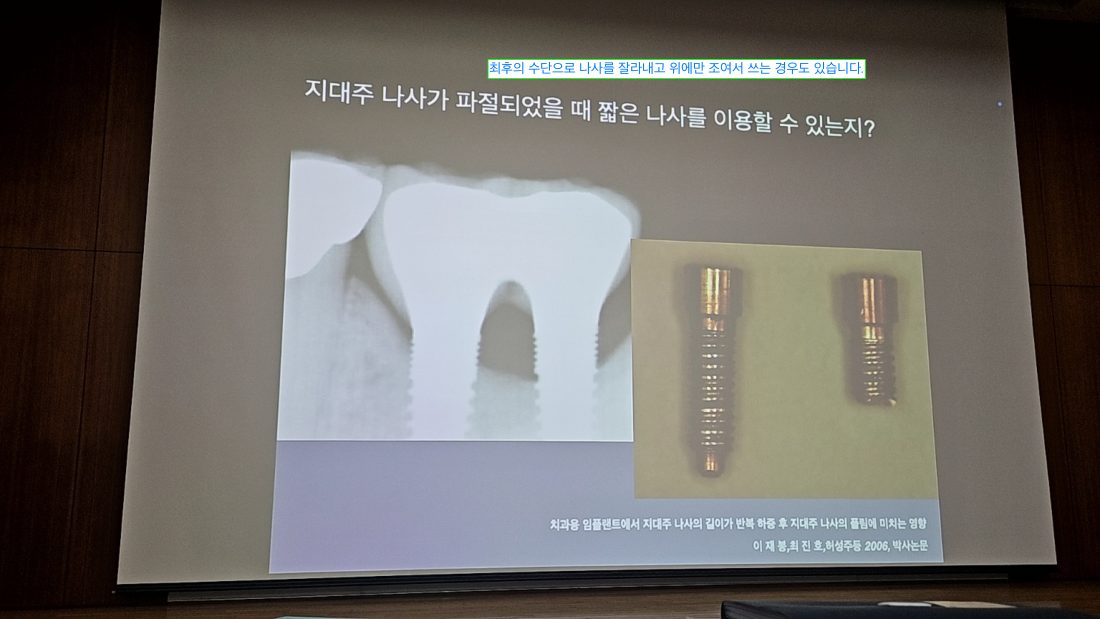 최후의 수단으로 나사를 잘라내고 위에만 조여서 쓰는 경우도 있습니다.
지대주 나사가 파절되었을 때 짧은 나사를 이용할 수 있는지?
치과용 임플랜트에서 지대주 나사의 길이가 반복 하중 후 지대주 나사의 풀림에 미치는 영향
이 재 봉,최 진 호,허성주등 2006, 박사논문